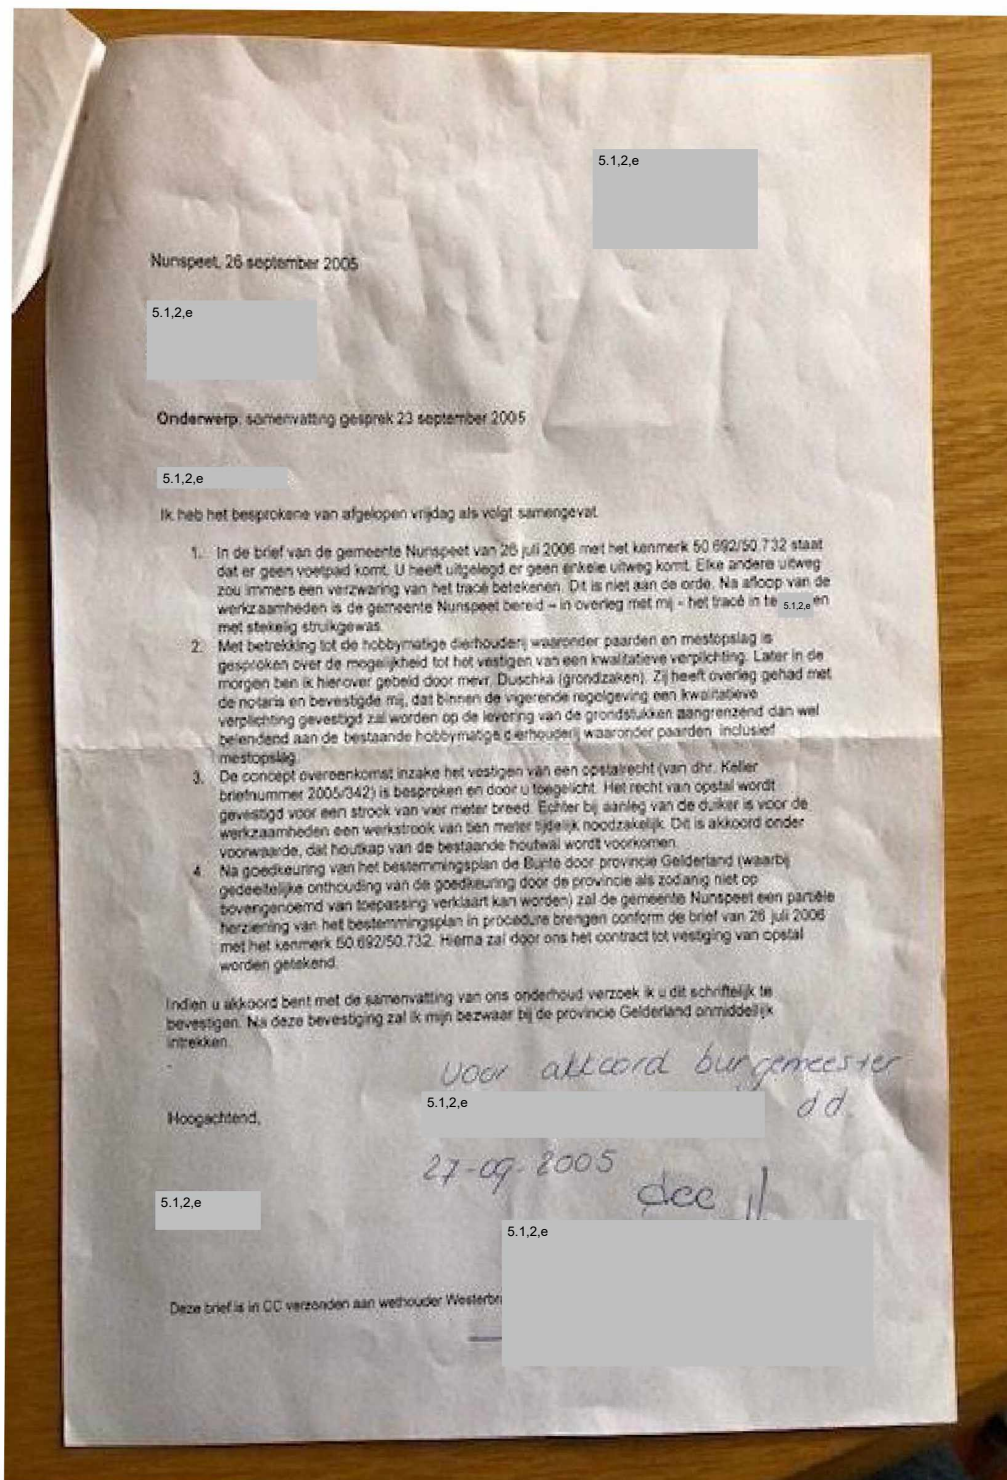 5.1,2,e
Nunspeet, 26 september 2005
5.1,2,e
Onderwerp: samenvatting gesprek 23 september 2005
5.1,2,e
Ik heb het besprokene van afgelopen vrijdag als volgt samengevat.
1. In de brief van de gemeente Nunspeet van 26 juli 2006 met het kenmerk 50.692/50.732 staat
dat er geen voetpad komt. U heeft uitgelegd er geen enkele uitweg komt. Elke andere uitweg
zou immers een verzwaring van het tracé betekenen. Dit is niet aan de orde. Na afloop van de
werkzaamheden is de gemeente Nunspeet bereid – in overleg met mij – het tracé in te 5.1,2,e en
met stekelig struikgewas.
2. Met betrekking tot de hobbymatige dierhouderij waaronder paarden en mestopslag is
gesproken over de mogelijkheid tot het vestigen van een kwalitatieve verplichting. Later in de
morgen ben ik hierover gebeld door mevr. Duschka (grondzaken). Zij heeft overleg gehad met
de notaris en bevestigde mij, dat binnen de vigerende regelgeving een kwalitatieve
verplichting gevestigd zal worden op de levering van de grondstukken aangrenzend dan wel
belendend aan de bestaande hobbymatige dierhouderij waaronder paarden inclusief
mestopslag.
3. De concept overeenkomst inzake het vestigen van een opstalrecht (van dhr. Keller
briefnummer 2005/342) is besproken en door u toegelicht. Het recht van opstal wordt
gevestigd voor een strook van vier meter breed. Echter bij aanleg van de duiker is voor de
werkzaamheden een werkstrook van tien meter tijdelijk noodzakelijk. Dit is akkoord onder
voorwaarde, dat houtkap van de bestaande houtwal wordt voorkomen.
4. Na goedkeuring van het bestemmingsplan de Bunte door provincie Gelderland (waarbij
gedeeltelijke onthouding van de goedkeuring door de provincie als zodanig niet op
bovengenoemd van toepassing verklaart kan worden) zal de gemeente Nunspeet een partiële
herziening van het bestemmingsplan in procedure brengen conform de brief van 26 juli 2006
met het kenmerk 50.692/50.732. Hierna zal door ons het contract tot vestiging van opstal
worden getekend.
Indien u akkoord bent met de samenvatting van ons onderhoud verzoek ik u dit schriftelijk te
bevestigen. Na deze bevestiging zal ik mijn bezwaar bij de provincie Gelderland onmiddellijk
intrekken.
voor akkoord burgemeester
5.1,2,e d.d.
Hoogachtend,
27-09-2005
5.1,2,e
5.1,2,e
Deze brief is in CC verzonden aan wethouder Westerbr